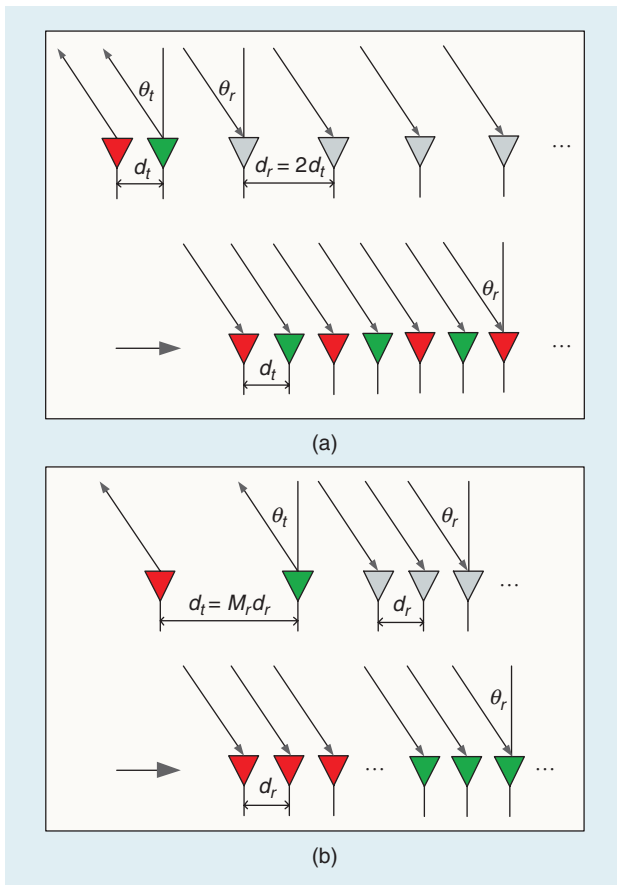 θt θr
dt dr = 2dt ...
θr
dt ...
(a)
θt θr
dt = Mrdr dr ...
θr
... ...
dr
(b)